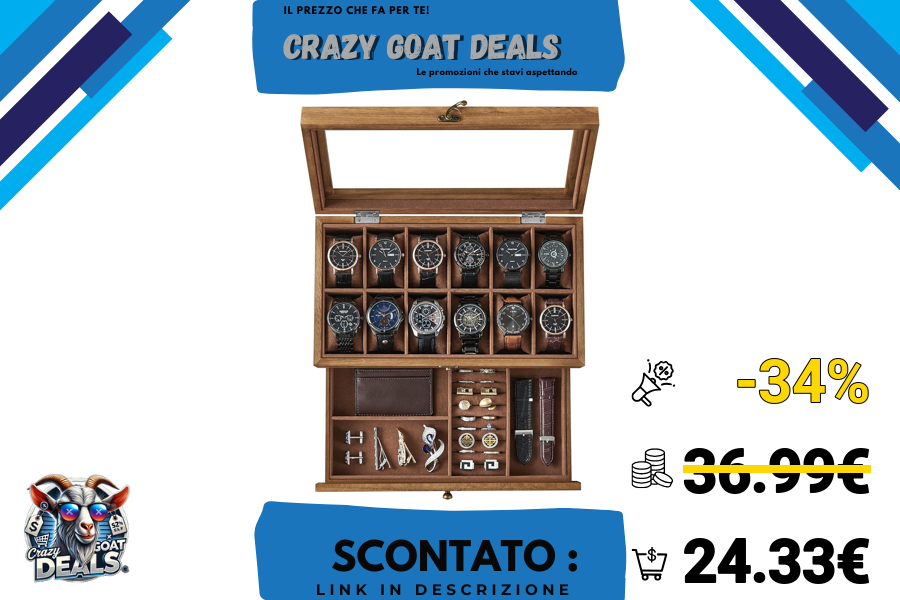 IL PREZZO CHE FA PER TE!
CRAZY GOAT DEALS
Le promozioni che stavi aspettando
-34%
36.99€
24.33€
SCONTATO :
LINK IN DESCRIZIONE
Crazy
GOAT
DEALS